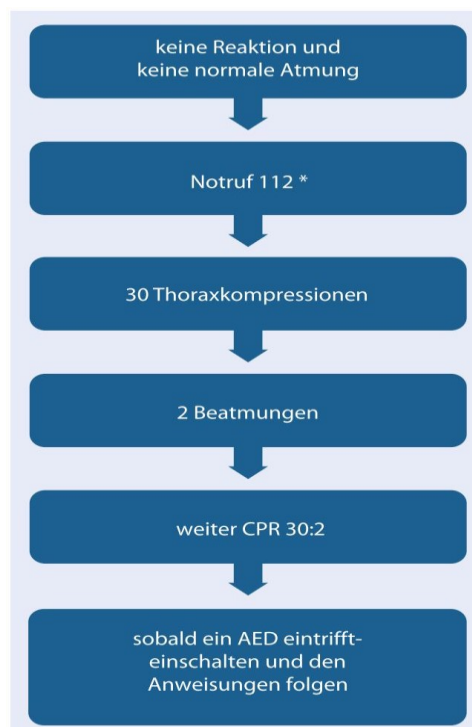 keine Reaktion und
keine normale Atmung
Notruf 112 *
30 Thoraxkompressionen
2 Beatmungen
weiter CPR 30:2
sobald ein AED eintrifft-
einschalten und den
Anweisungen folgen